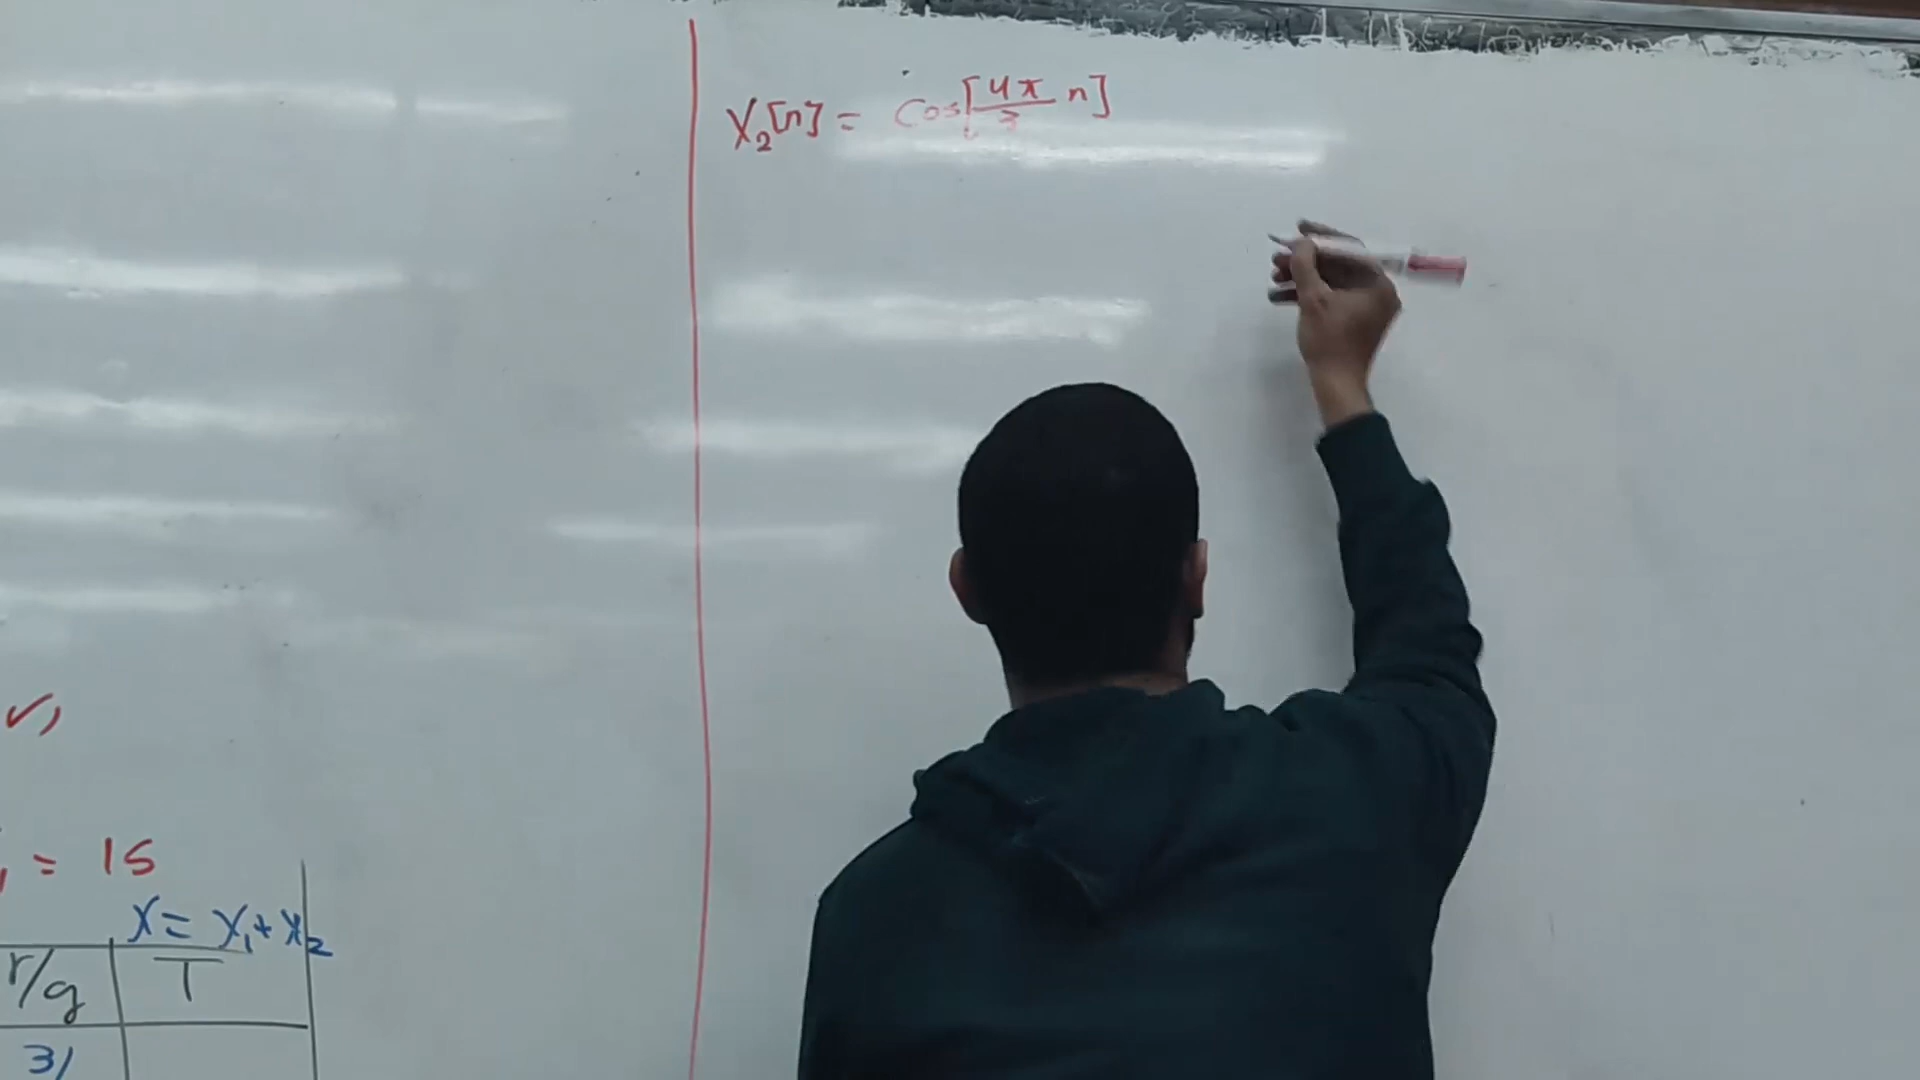 X₂[n] = Cos[4π/3 n]
= 15
X = X₁ + X₂
r/g T
3/